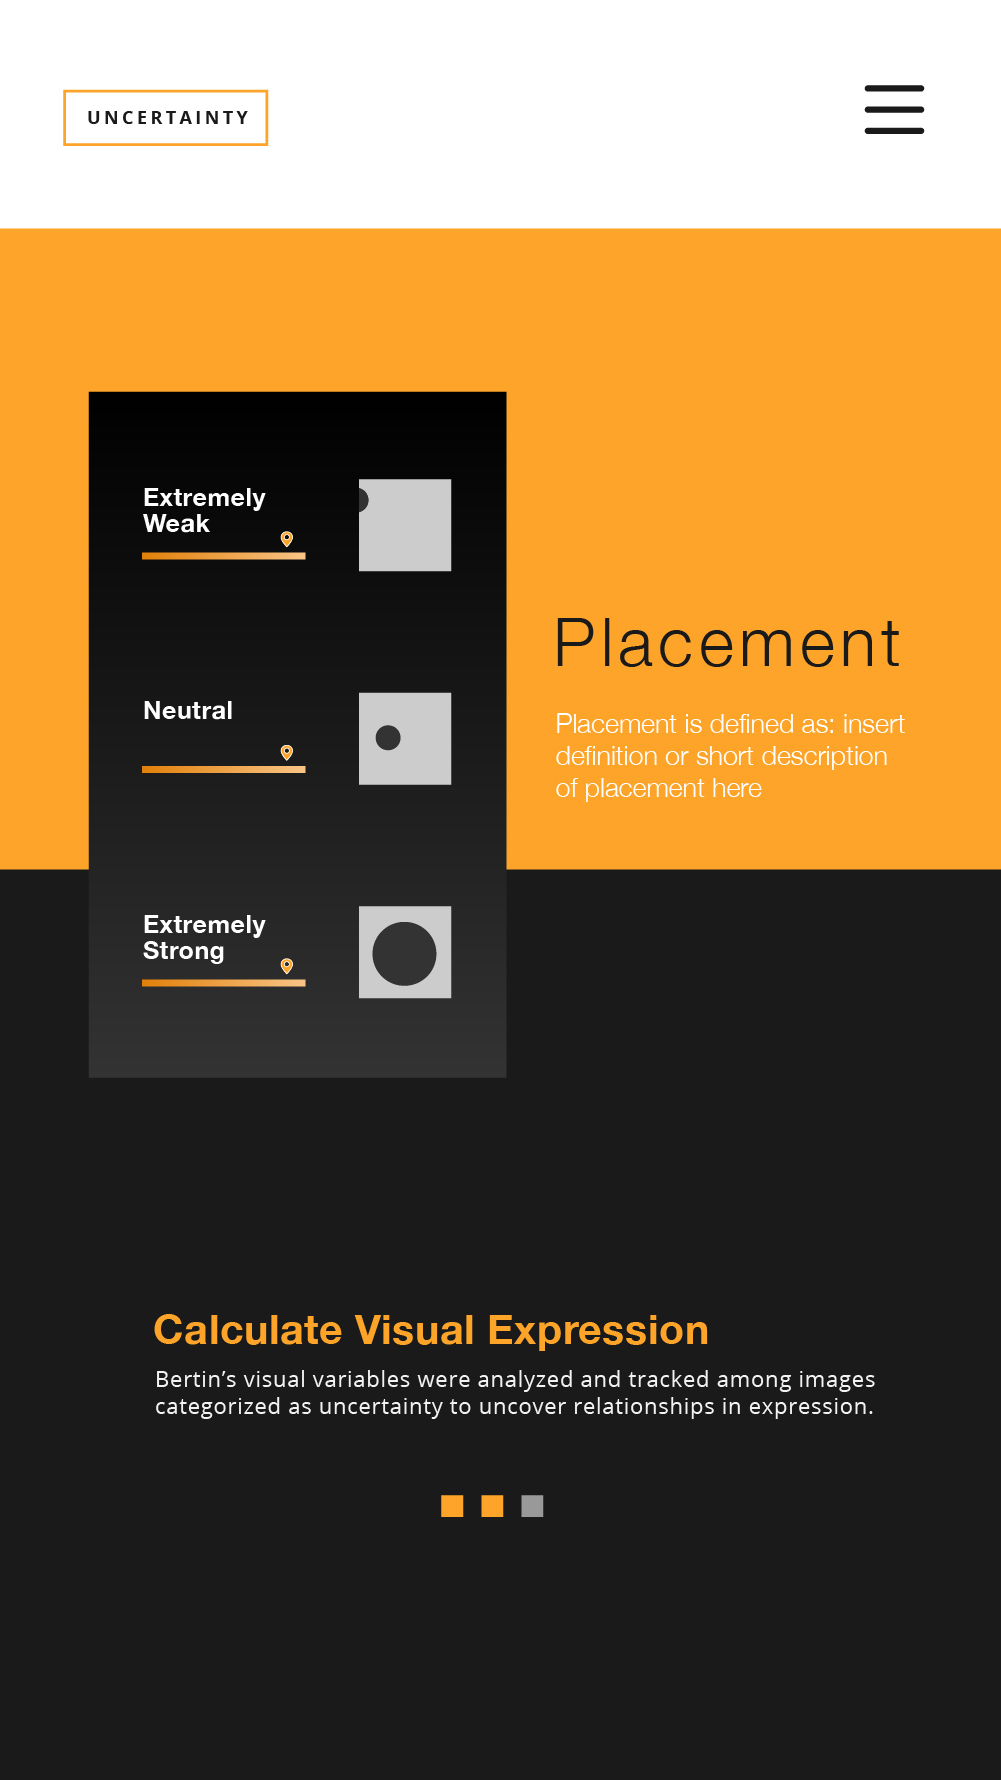 UNCERTAINTY
Extremely
Weak
Neutral
Extremely
Strong
Placement
Placement is defined as: insert
definition or short description
of placement here
Calculate Visual Expression
Bertin’s visual variables were analyzed and tracked among images
categorized as uncertainty to uncover relationships in expression.